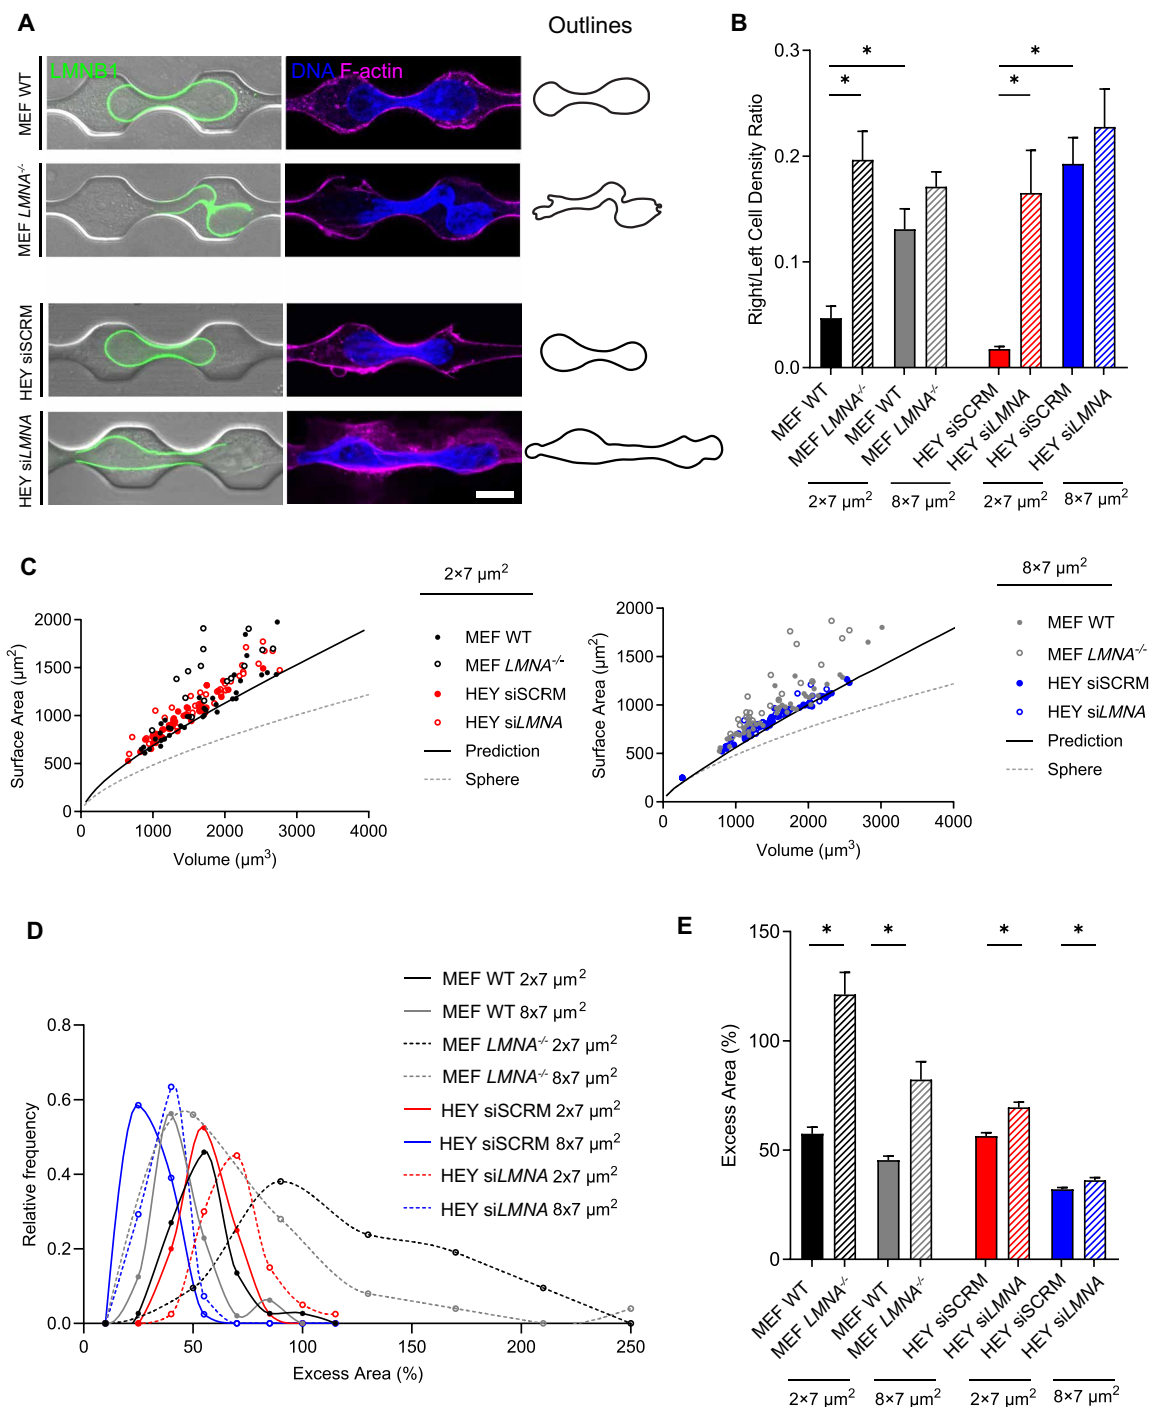 A
Outlines
MEF WT
LMNB1
DNA F-actin
MEF LMNA-/-
HEY siSCRM
HEY siLMNA
B
Right/Left Cell Density Ratio
0.3
0.2
0.1
0.0
*
*
*
*
MEF WT
MEF LMNA-/-
MEF WT
MEF LMNA-/-
HEY siSCRM
HEY siLMNA
HEY siSCRM
HEY siLMNA
2×7 µm2
8×7 µm2
2×7 µm2
8×7 µm2
C
Surface Area (µm2)
2000
1500
1000
500
0
0 1000 2000 3000 4000
Volume (µm3)
2×7 µm2
MEF WT
MEF LMNA-/-
HEY siSCRM
HEY siLMNA
Prediction
Sphere
Surface Area (µm2)
2000
1500
1000
500
0
0 1000 2000 3000 4000
Volume (µm3)
8×7 µm2
MEF WT
MEF LMNA-/-
HEY siSCRM
HEY siLMNA
Prediction
Sphere
D
Relative frequency
0.8
0.6
0.4
0.2
0.0
0 50 100 150 200 250
Excess Area (%)
MEF WT 2x7 µm2
MEF WT 8x7 µm2
MEF LMNA-/- 2x7 µm2
MEF LMNA-/- 8x7 µm2
HEY siSCRM 2x7 µm2
HEY siSCRM 8x7 µm2
HEY siLMNA 2x7 µm2
HEY siLMNA 8x7 µm2
E
Excess Area (%)
150
100
50
0
*
*
*
*
MEF WT
MEF LMNA-/-
MEF WT
MEF LMNA-/-
HEY siSCRM
HEY siLMNA
HEY siSCRM
HEY siLMNA
2×7 µm2
8×7 µm2
2×7 µm2
8×7 µm2